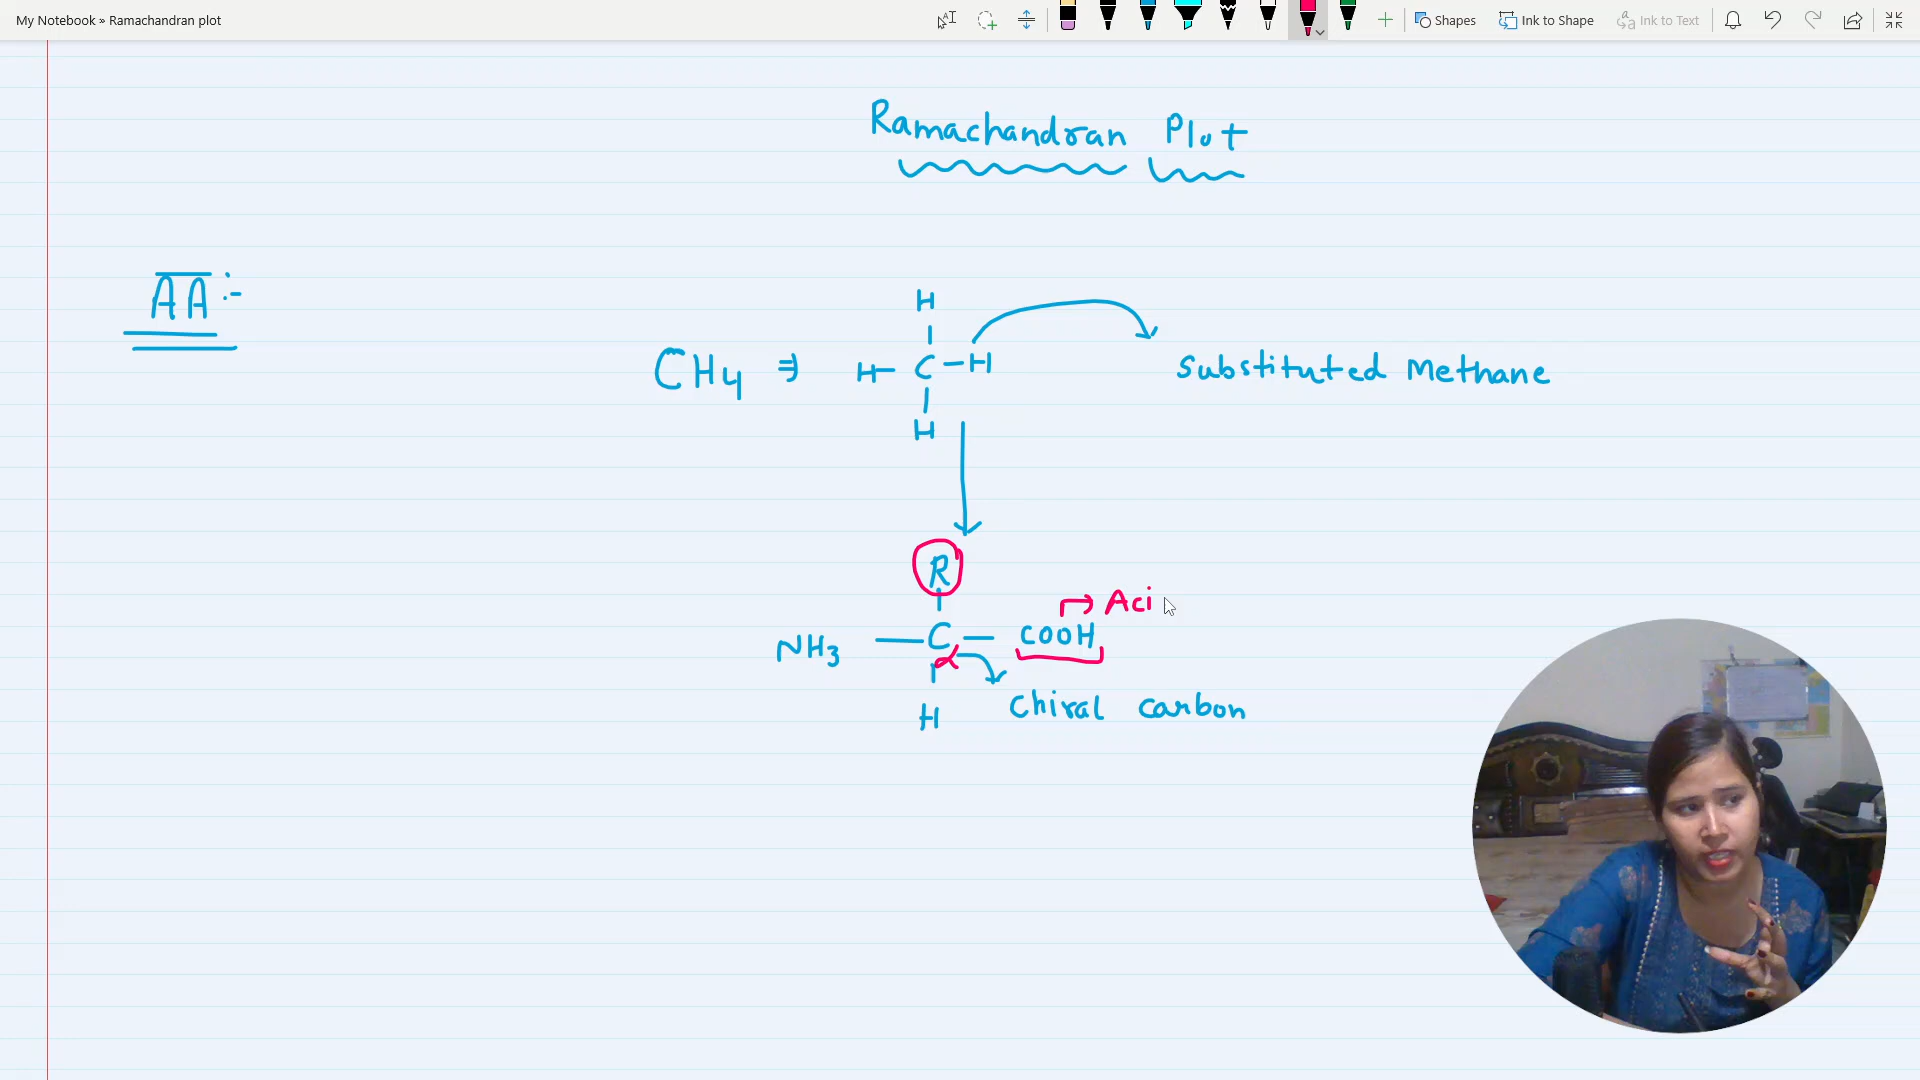 My Notebook » Ramachandran plot
Shapes
Ink to Shape
Ink to Text
Ramachandran Plot
AA:-
H
CH4 ⇒ H - C - H
Substituted Methane
H
R
Aci
NH3 — C — COOH
α
Chiral carbon
H